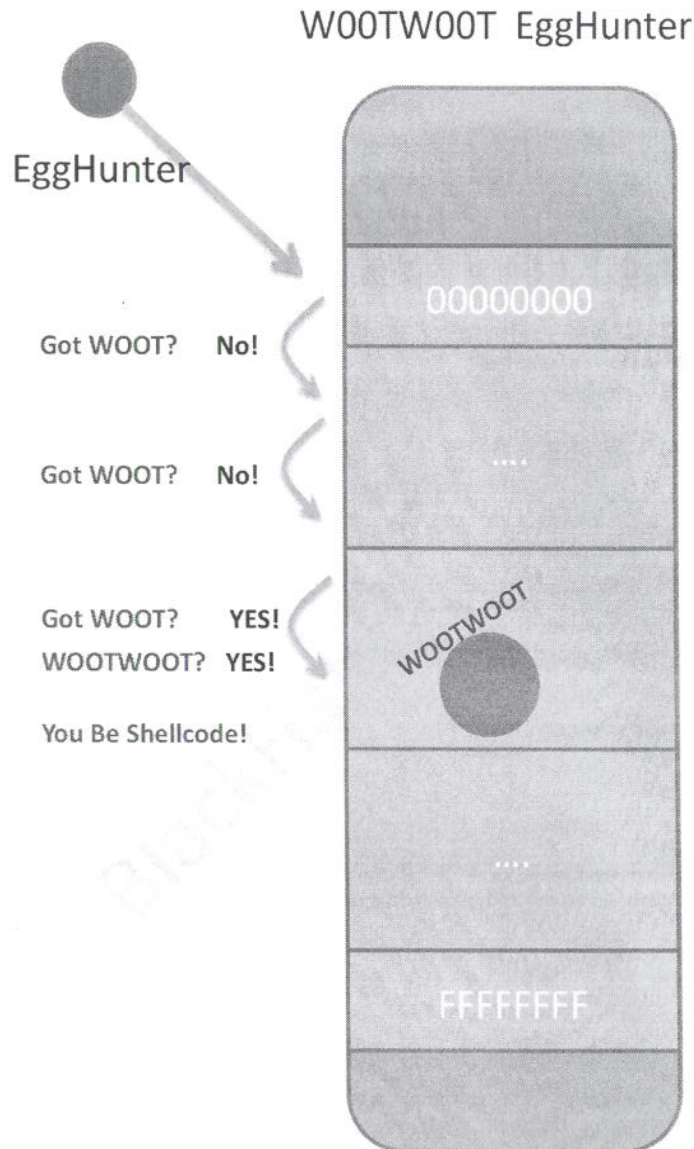 W00TW00T EggHunter
EggHunter
00000000
Got WOOT? No!
....
Got WOOT? No!
Got WOOT? YES!
WOOTWOOT? YES!
WOOTWOOT
You Be Shellcode!
....
FFFFFFFF